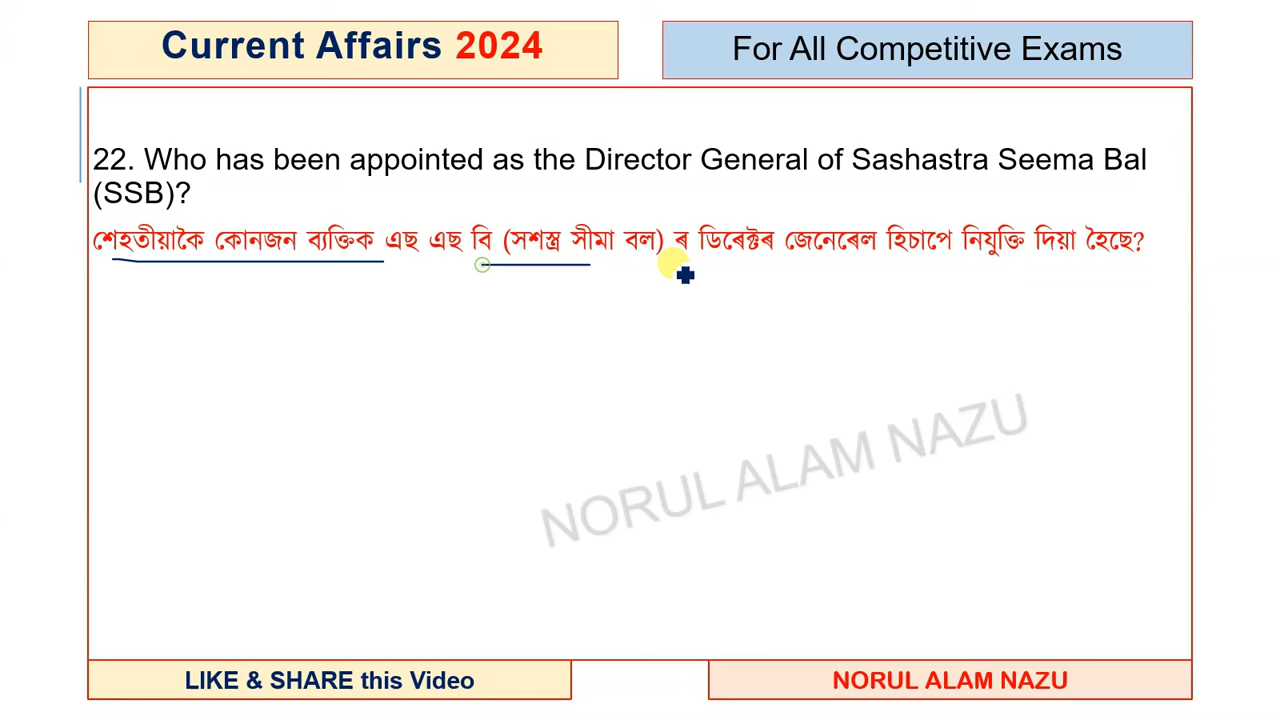 Current Affairs 2024
For All Competitive Exams
22. Who has been appointed as the Director General of Sashastra Seema Bal
(SSB)?
শেহতীয়াকৈ কোনজন ব্যক্তিক এছ এছ বি (সশস্ত্ৰ সীমা বল) ৰ ডিৰেক্টৰ জেনেৰেল হিচাপে নিযুক্তি দিয়া হৈছে?
NORUL ALAM NAZU
LIKE & SHARE this Video
NORUL ALAM NAZU